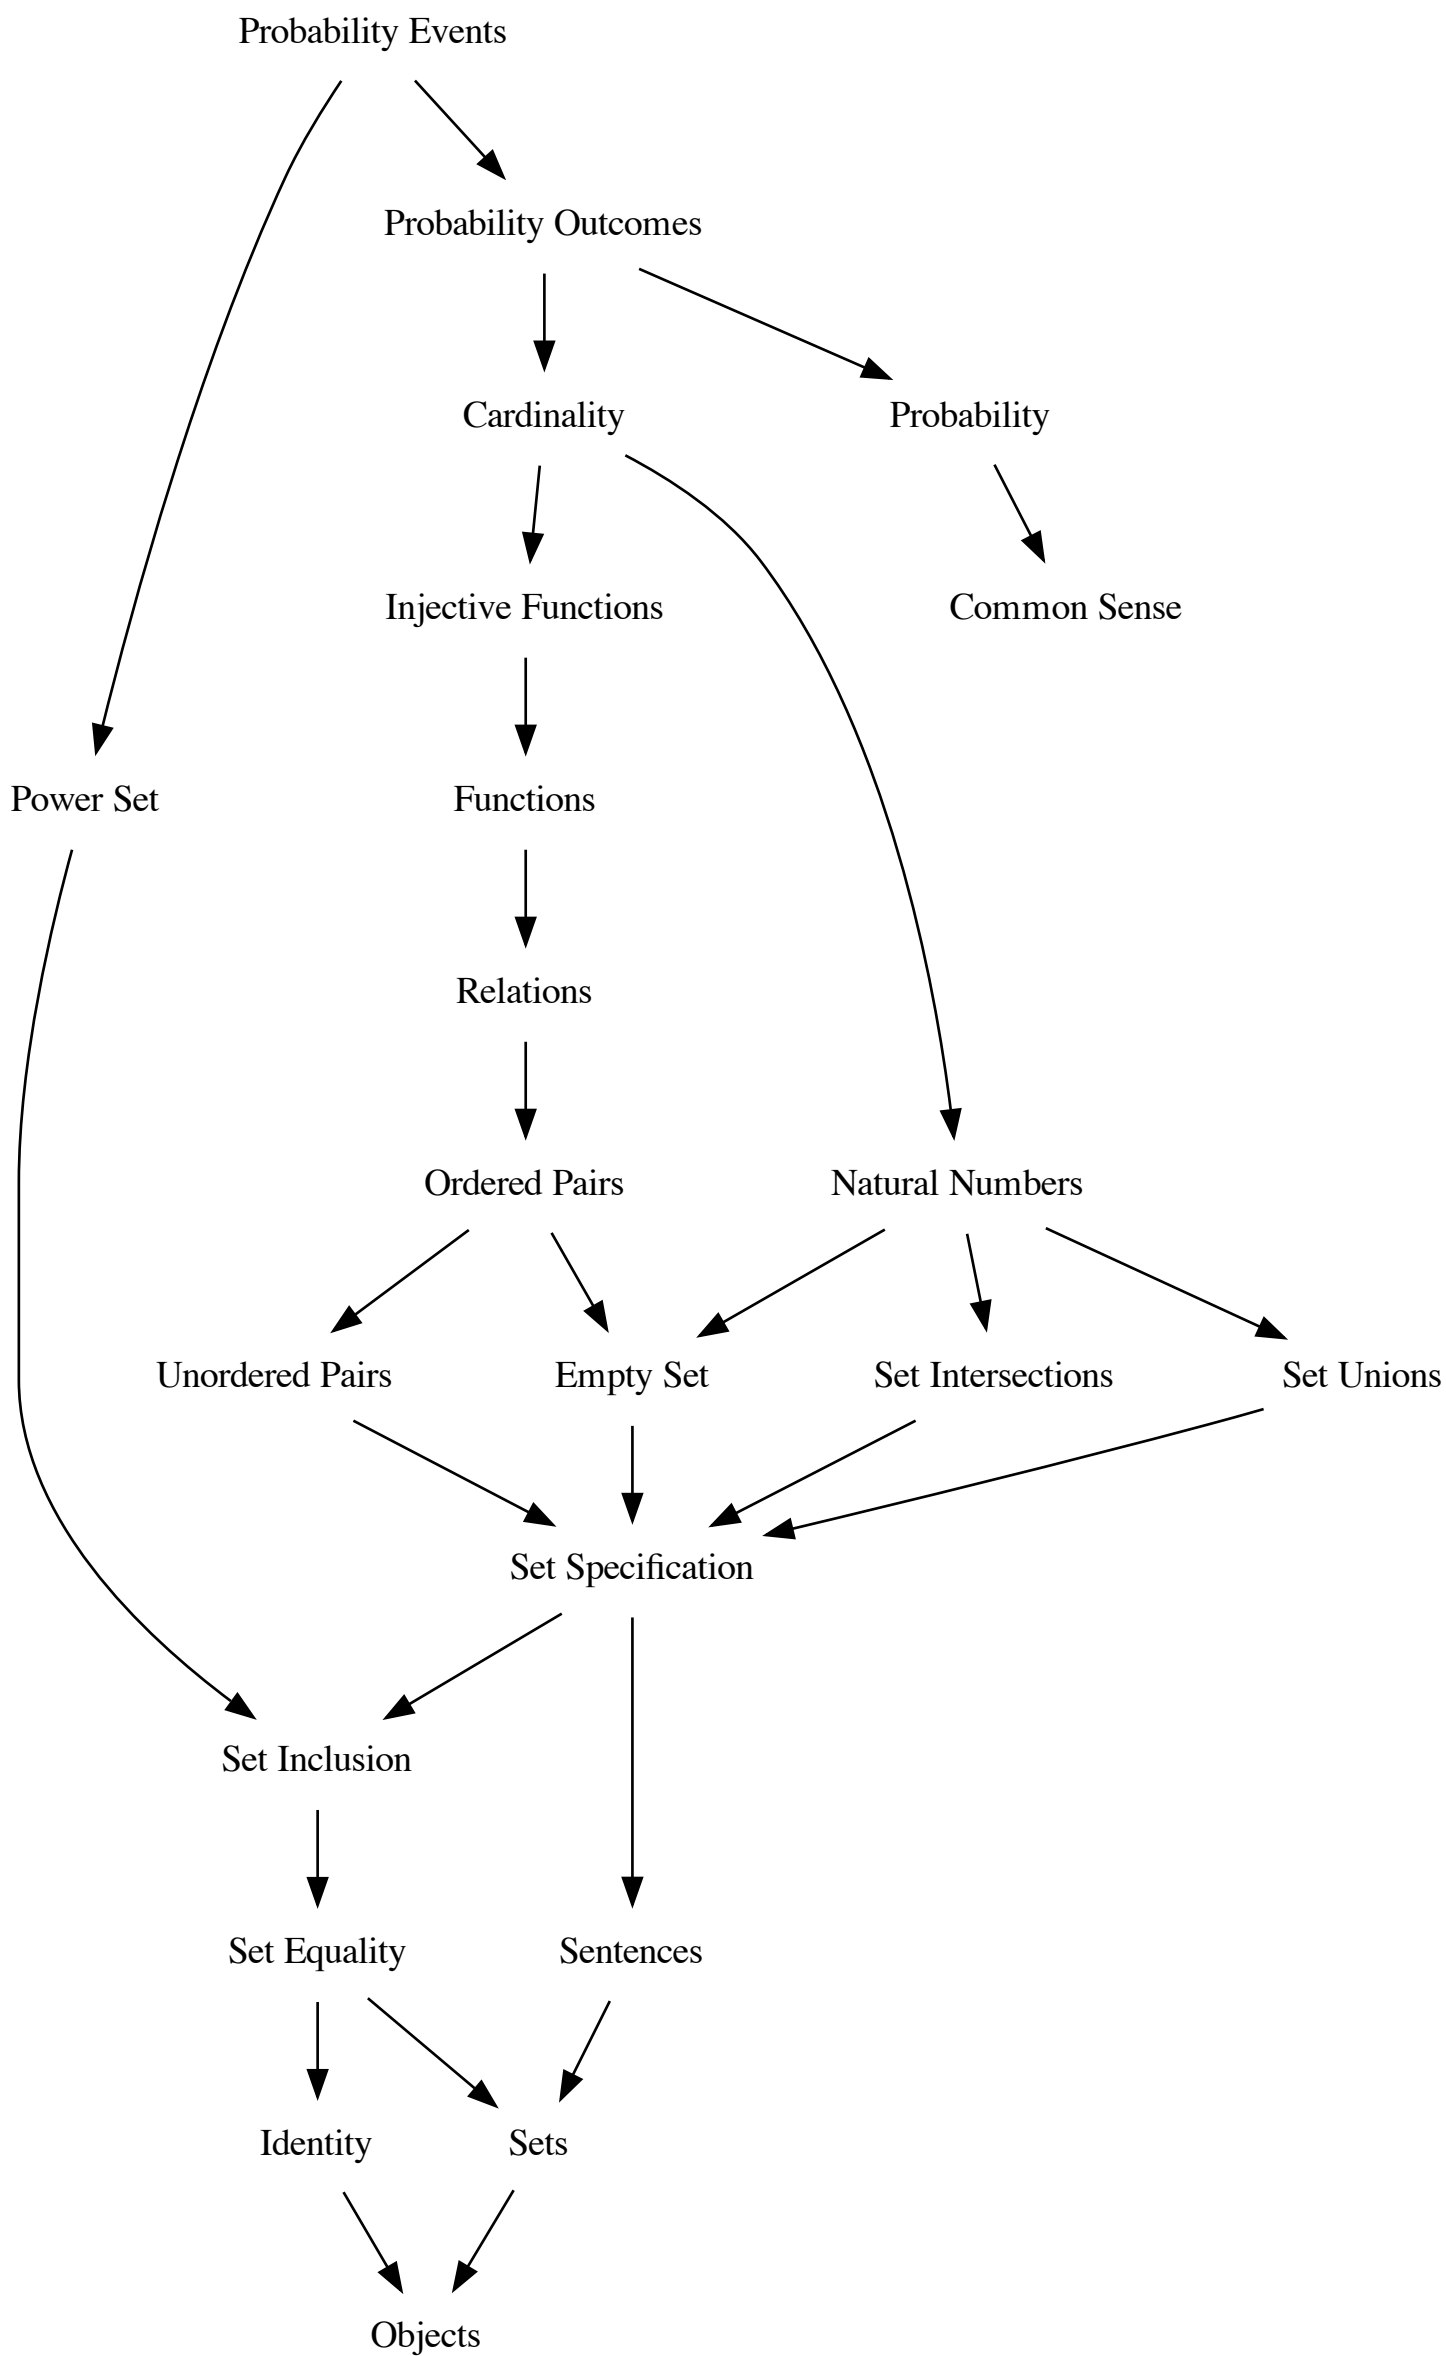 Probability Events
Probability Outcomes
Cardinality
Probability
Injective Functions
Common Sense
Power Set
Functions
Relations
Ordered Pairs
Natural Numbers
Unordered Pairs
Empty Set
Set Intersections
Set Unions
Set Specification
Set Inclusion
Set Equality
Sentences
Identity
Sets
Objects